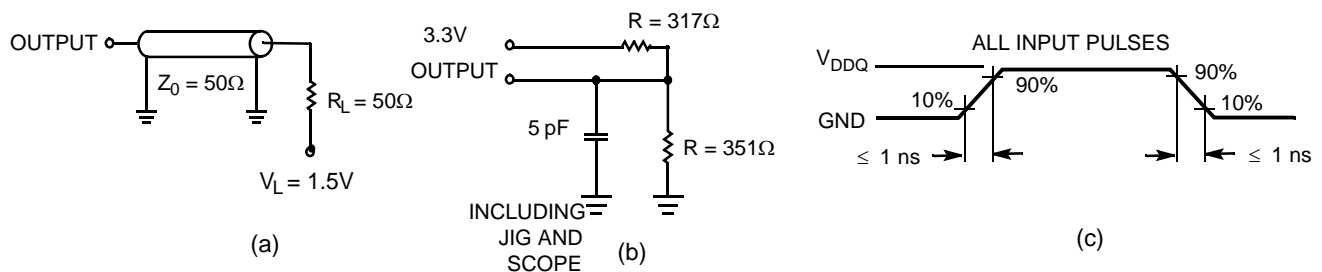 OUTPUT
Z0 = 50Ω
RL = 50Ω
VL = 1.5V
(a)
R = 317Ω
3.3V
OUTPUT
5 pF
R = 351Ω
INCLUDING
JIG AND
SCOPE
(b)
ALL INPUT PULSES
VDDQ
GND
10%
90%
90%
10%
≤ 1 ns
≤ 1 ns
(c)